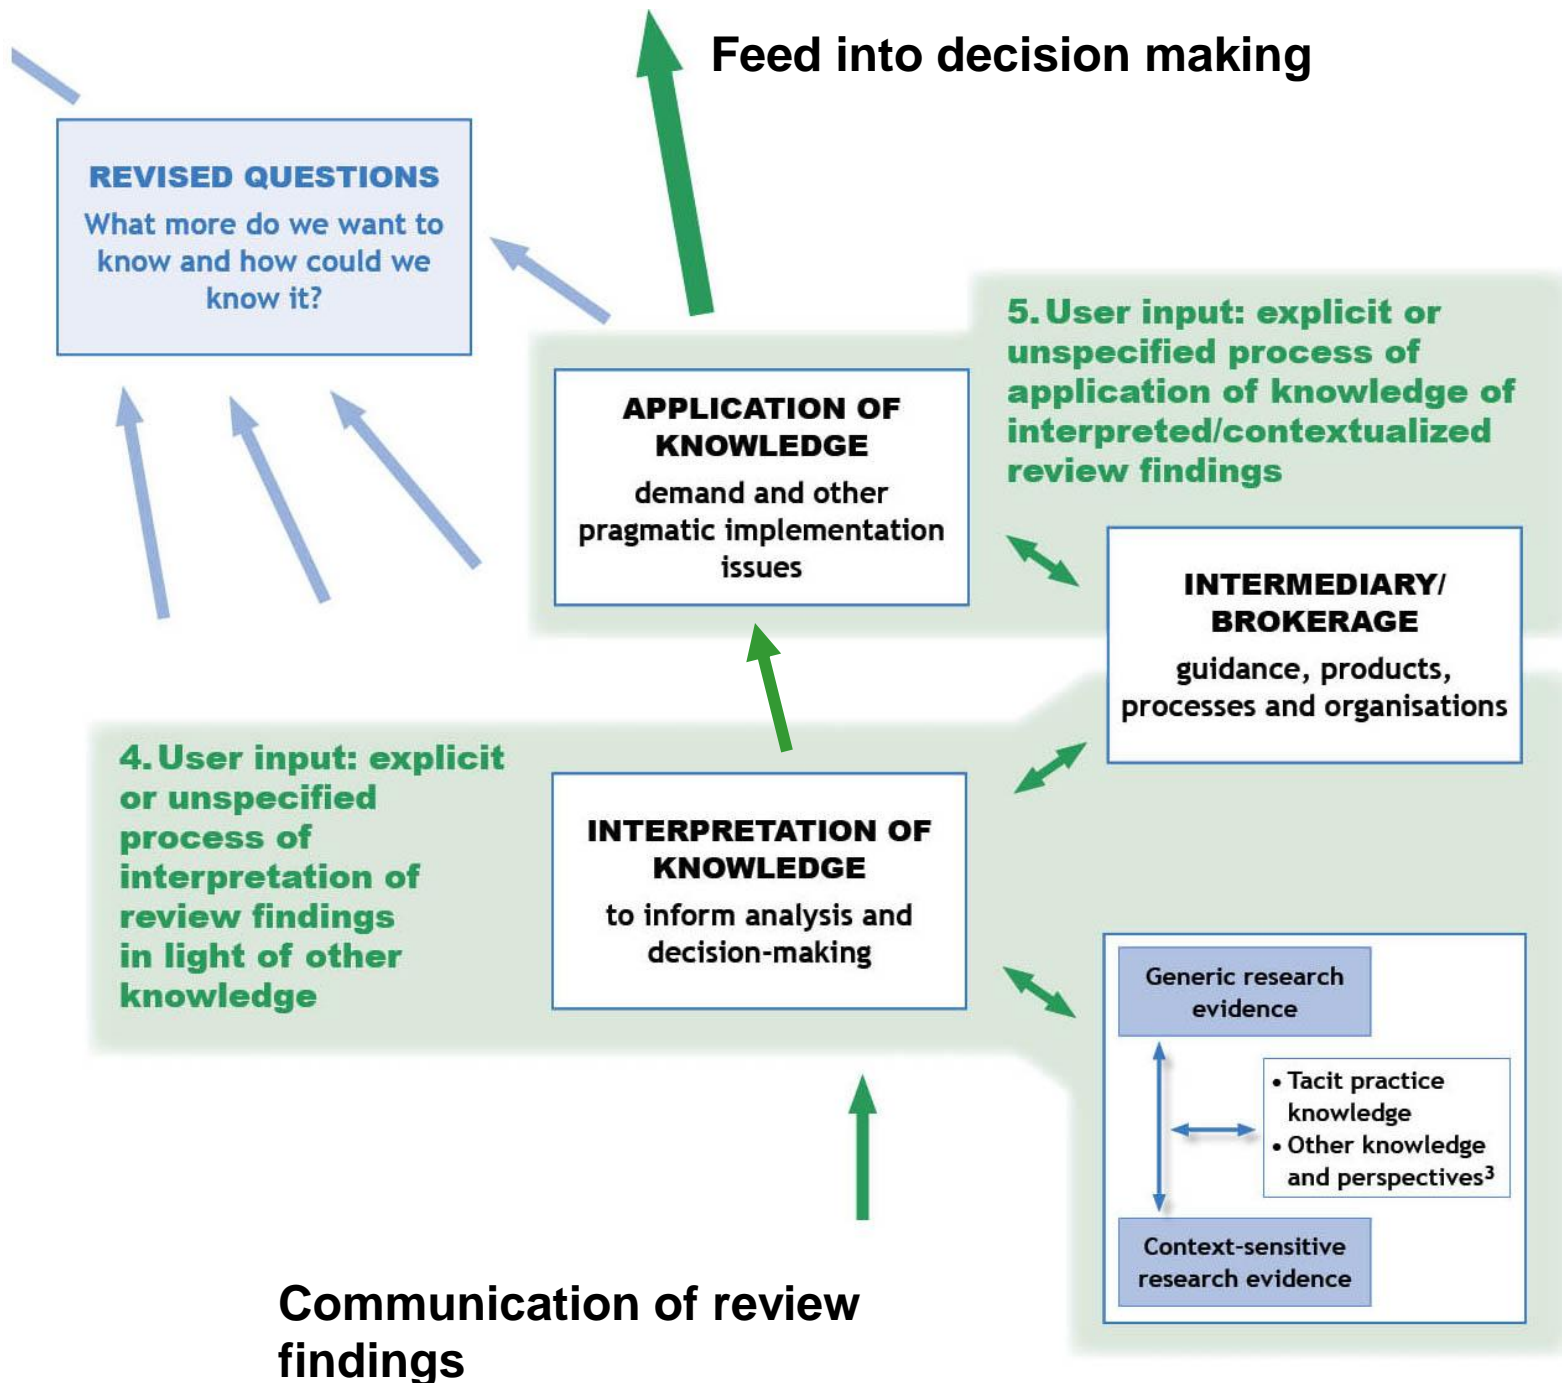 Feed into decision making
REVISED QUESTIONS
What more do we want to
know and how could we
know it?
5. User input: explicit or
unspecified process of
application of knowledge of
interpreted/contextualized
review findings
APPLICATION OF
KNOWLEDGE
demand and other
pragmatic implementation
issues
INTERMEDIARY/
BROKERAGE
guidance, products,
processes and organisations
4. User input: explicit
or unspecified
process of
interpretation of
review findings
in light of other
knowledge
INTERPRETATION OF
KNOWLEDGE
to inform analysis and
decision-making
Generic research
evidence
• Tacit practice
knowledge
• Other knowledge
and perspectives³
Context-sensitive
research evidence
Communication of review
findings